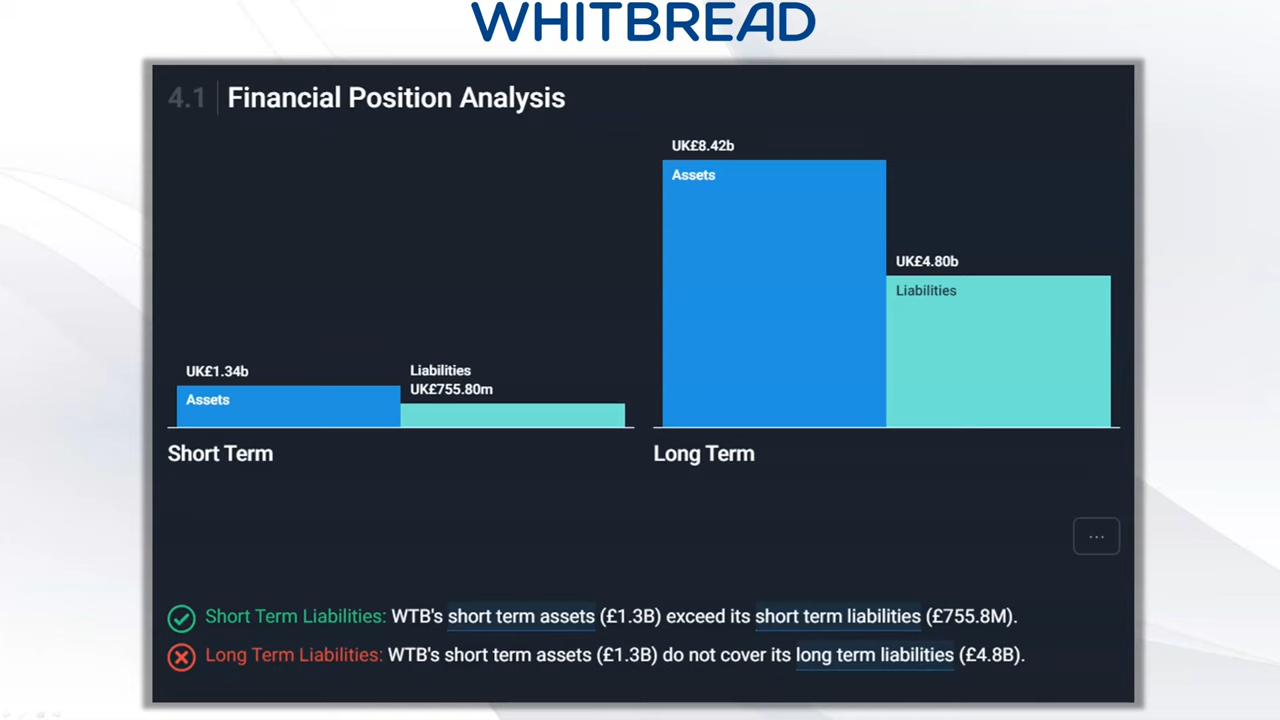 WHITBREAD
4.1 Financial Position Analysis
UK£1.34b
Assets
Liabilities
UK£755.80m
Short Term
UK£8.42b
Assets
UK£4.80b
Liabilities
Long Term
...
Short Term Liabilities: WTB's short term assets (£1.3B) exceed its short term liabilities (£755.8M).
Long Term Liabilities: WTB's short term assets (£1.3B) do not cover its long term liabilities (£4.8B).